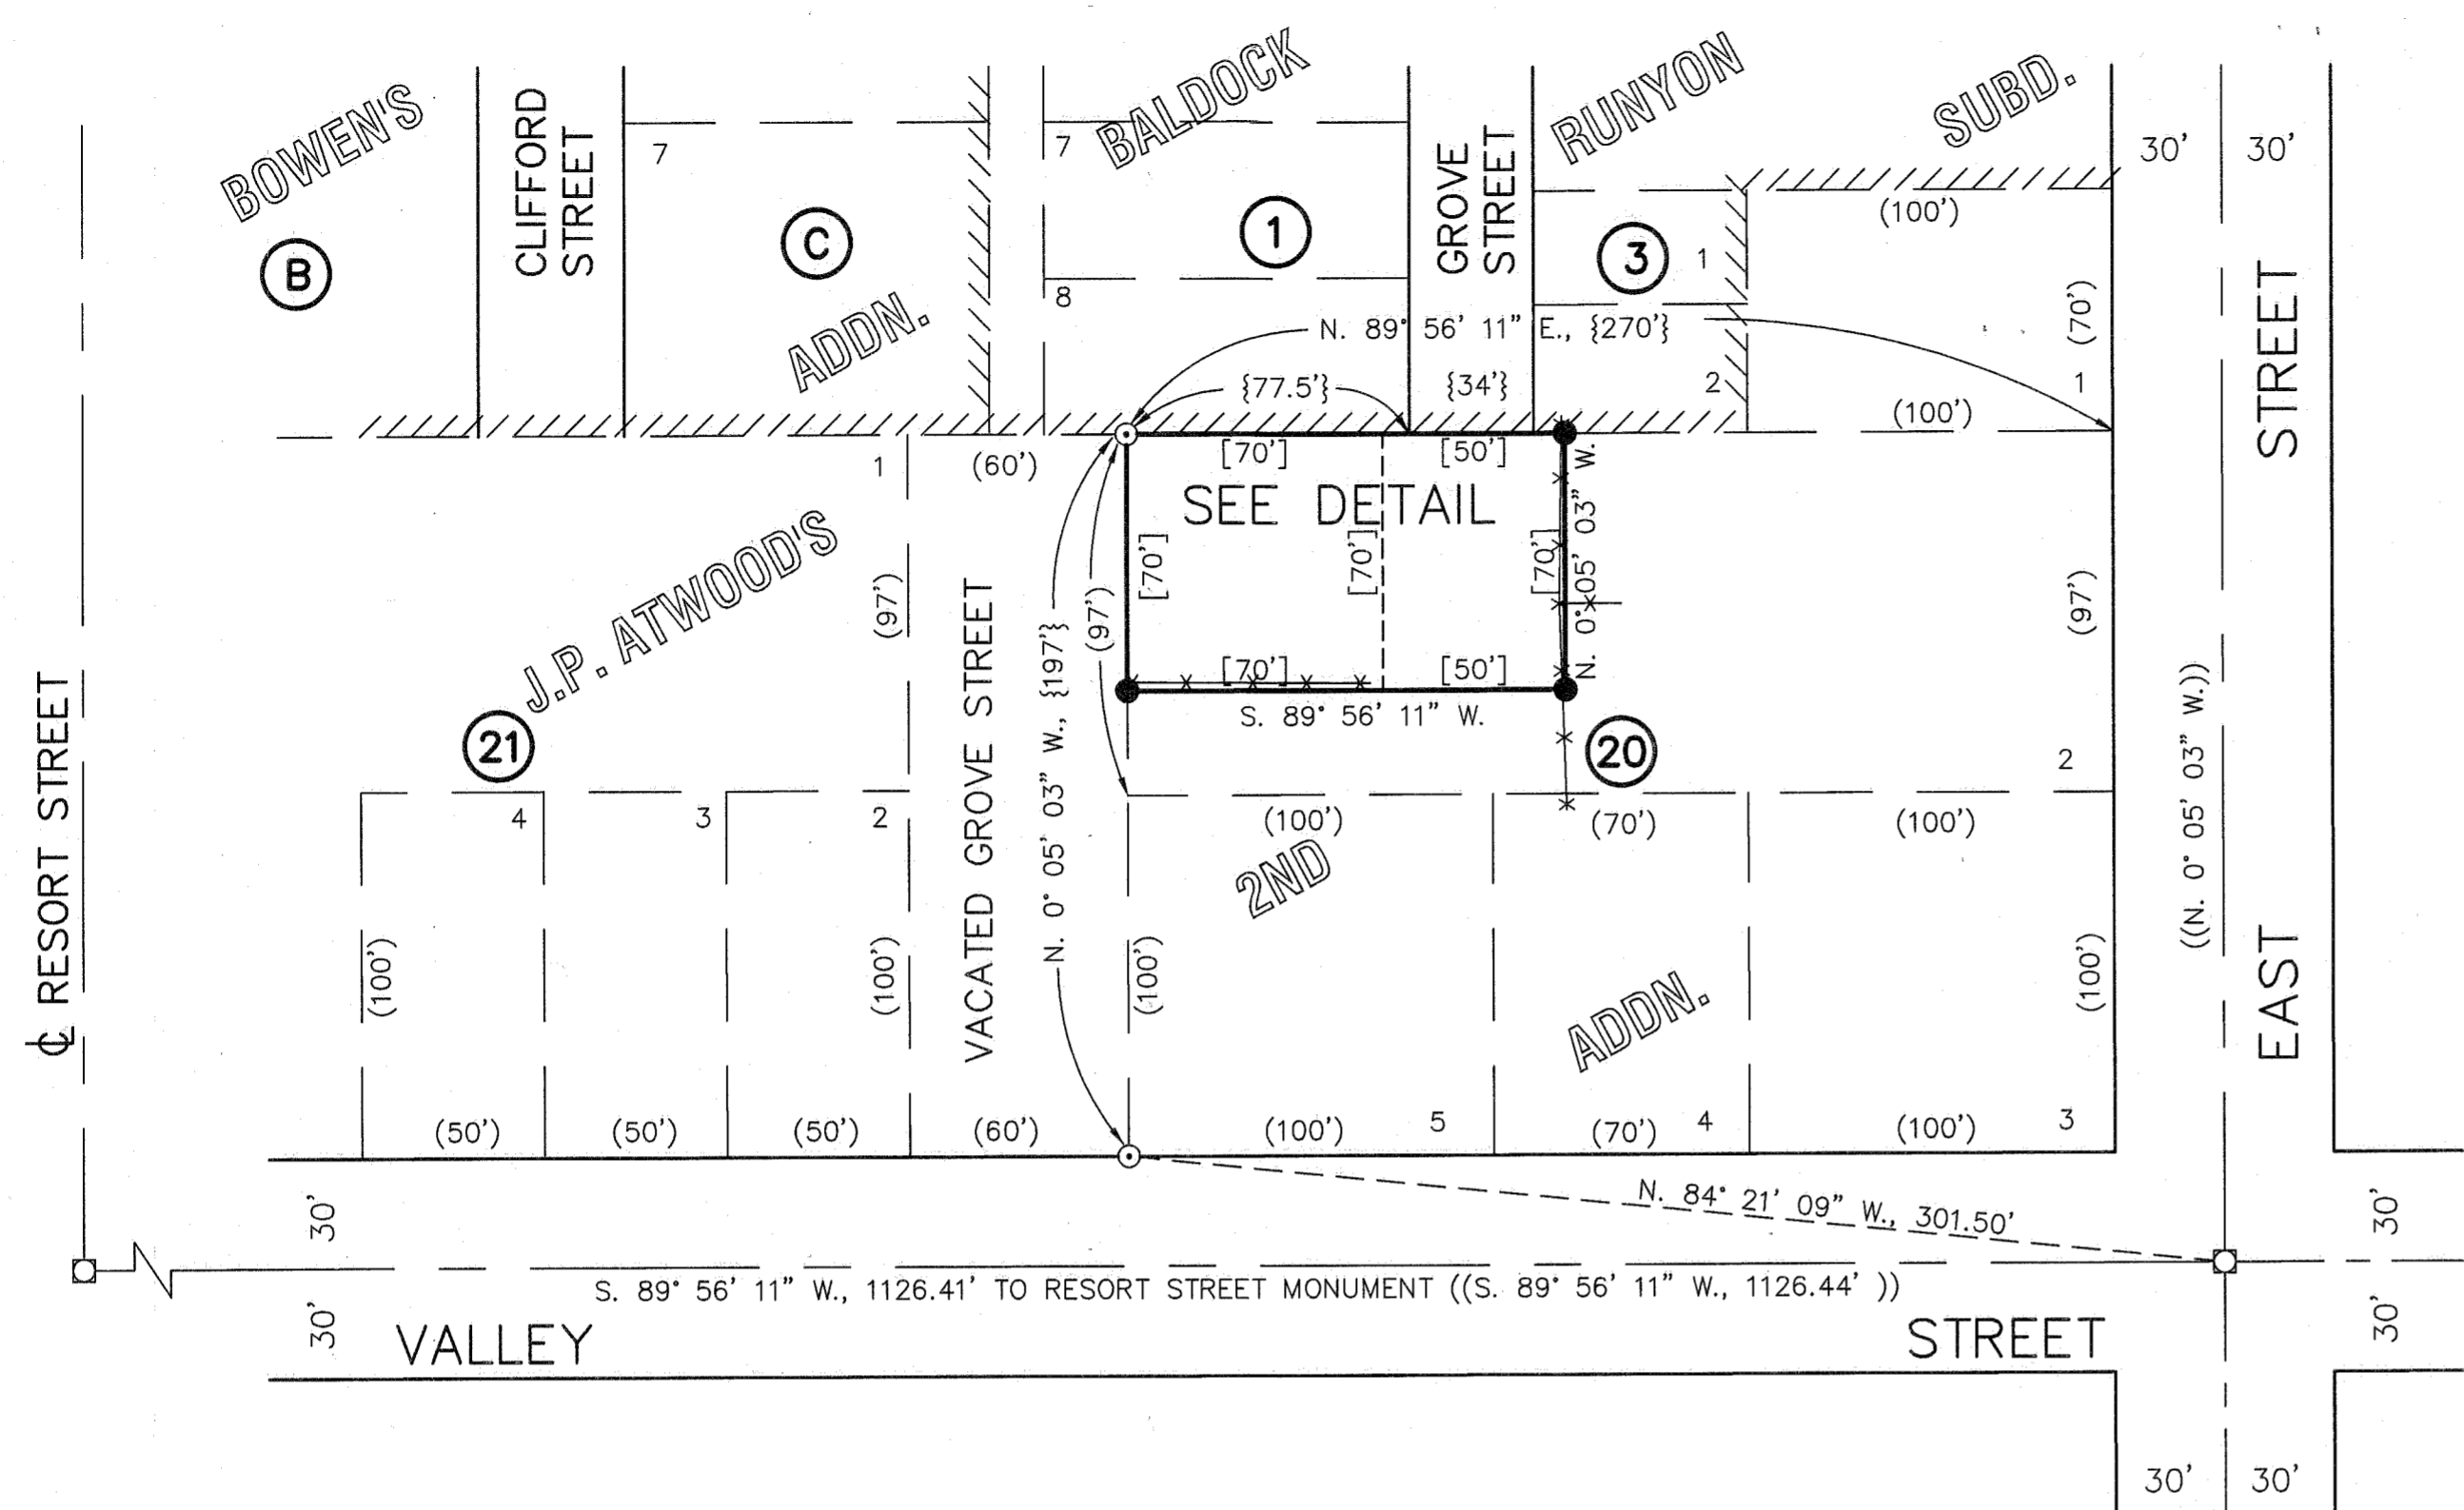 BOWEN'S
CLIFFORD
STREET
BALDOCK
GROVE
STREET
RUNYON
SUBD.
30'
30'
7
7
B
C
1
3
1
(100')
ADDN.
8
(70')
N. 89° 56' 11" E., {270'}
{77.5'}
{34'}
2
1
(100')
1
(60')
[70']
[50']
SEE DETAIL
[70']
[70']
[70']
N. 0° 05' 03" W.
J.P. ATWOOD'S
(97')
VACATED GROVE STREET
N. 0° 05' 03" W., {197'}
(97')
(97')
[70']
[50']
S. 89° 56' 11" W.
21
20
2
STREET
((N. 0° 05' 03" W.))
EAST
℄ RESORT STREET
4
3
2
(100')
(70')
(100')
2ND
ADDN.
(100')
(100')
(100')
(100')
(50')
(50')
(50')
(60')
(100')
5
(70')
4
(100')
3
N. 84° 21' 09" W., 301.50'
30'
30'
S. 89° 56' 11" W., 1126.41' TO RESORT STREET MONUMENT ((S. 89° 56' 11" W., 1126.44' ))
30'
30'
VALLEY
STREET
30'
30'